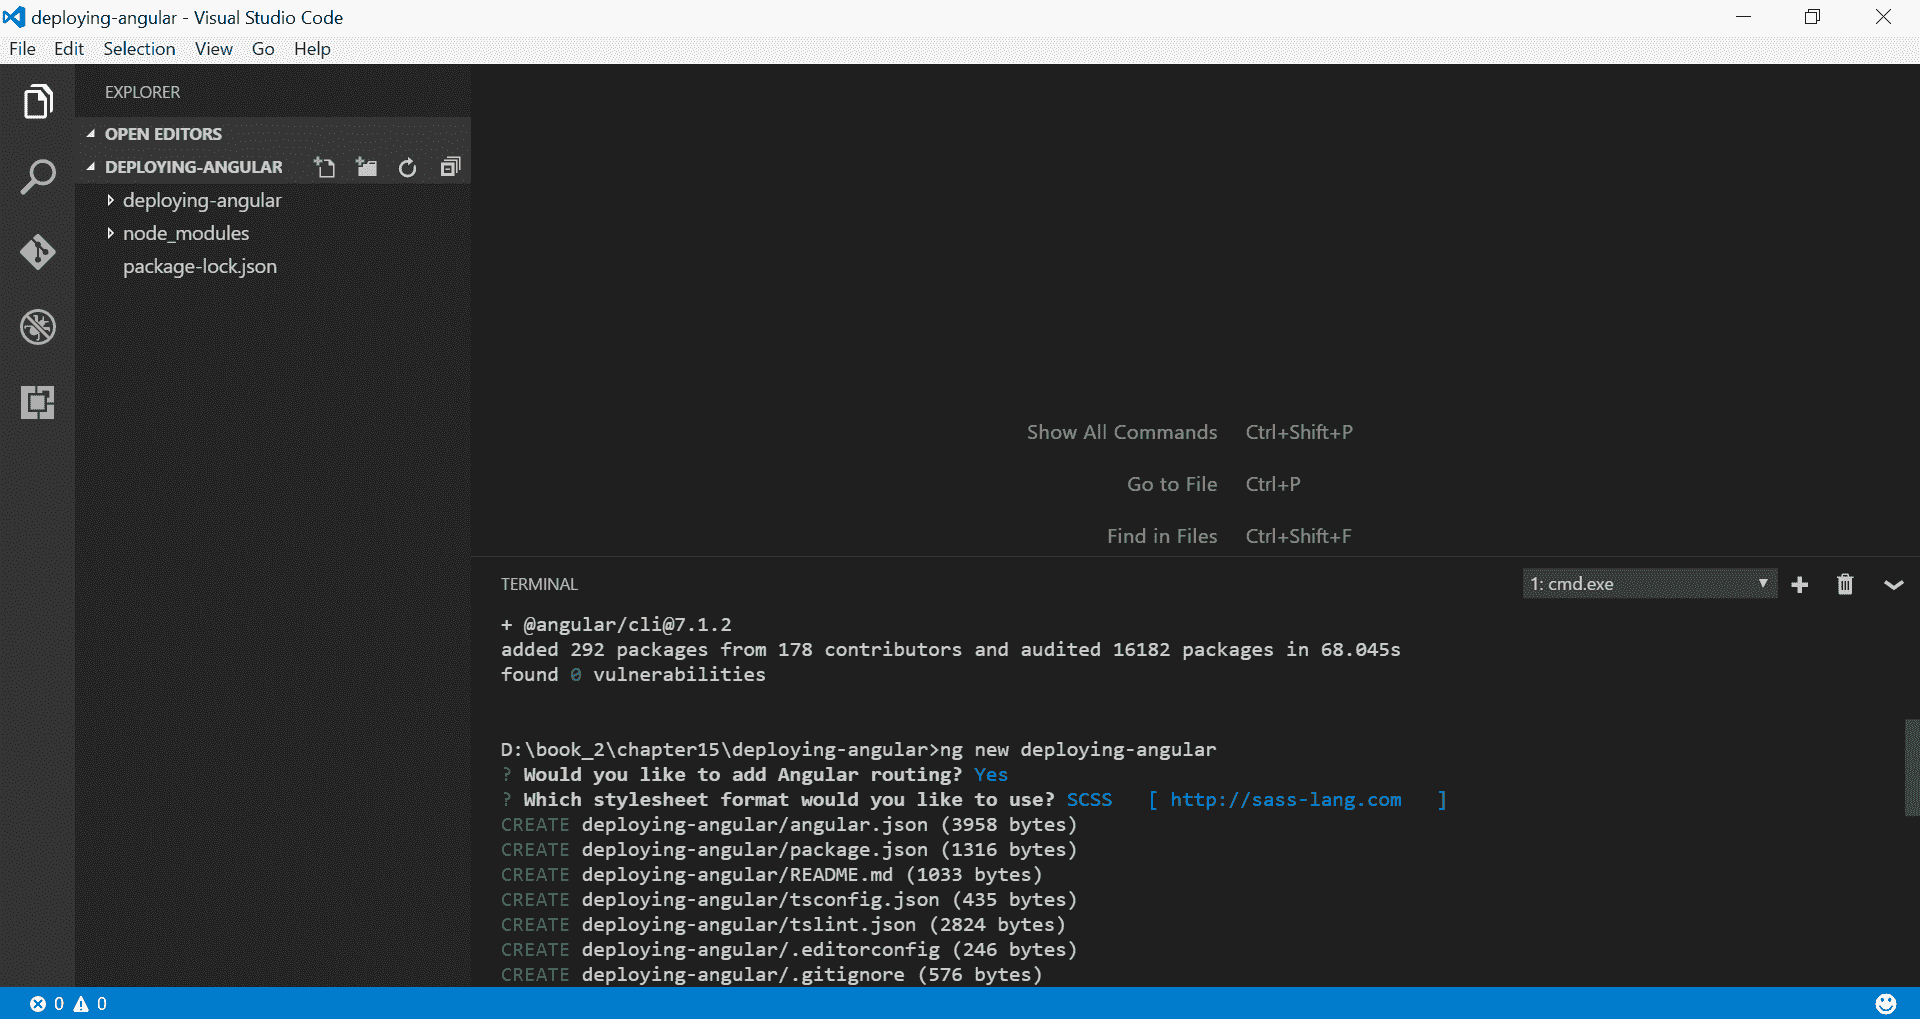 deploying-angular - Visual Studio Code
File Edit Selection View Go Help
EXPLORER
OPEN EDITORS
DEPLOYING-ANGULAR
deploying-angular
node_modules
package-lock.json
Show All Commands Ctrl+Shift+P
Go to File Ctrl+P
Find in Files Ctrl+Shift+F
TERMINAL
1: cmd.exe
+ @angular/cli@7.1.2
added 292 packages from 178 contributors and audited 16182 packages in 68.045s
found 0 vulnerabilities
D:\book_2\chapter15\deploying-angular>ng new deploying-angular
? Would you like to add Angular routing? Yes
? Which stylesheet format would you like to use? SCSS [ http://sass-lang.com ]
CREATE deploying-angular/angular.json (3958 bytes)
CREATE deploying-angular/package.json (1316 bytes)
CREATE deploying-angular/README.md (1033 bytes)
CREATE deploying-angular/tsconfig.json (435 bytes)
CREATE deploying-angular/tslint.json (2824 bytes)
CREATE deploying-angular/.editorconfig (246 bytes)
CREATE deploying-angular/.gitignore (576 bytes)
0 0